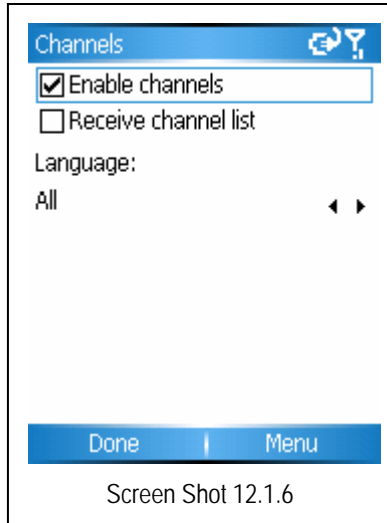 Channels
Enable channels
Receive channel list
Language:
All
Done
Menu
Screen Shot 12.1.6